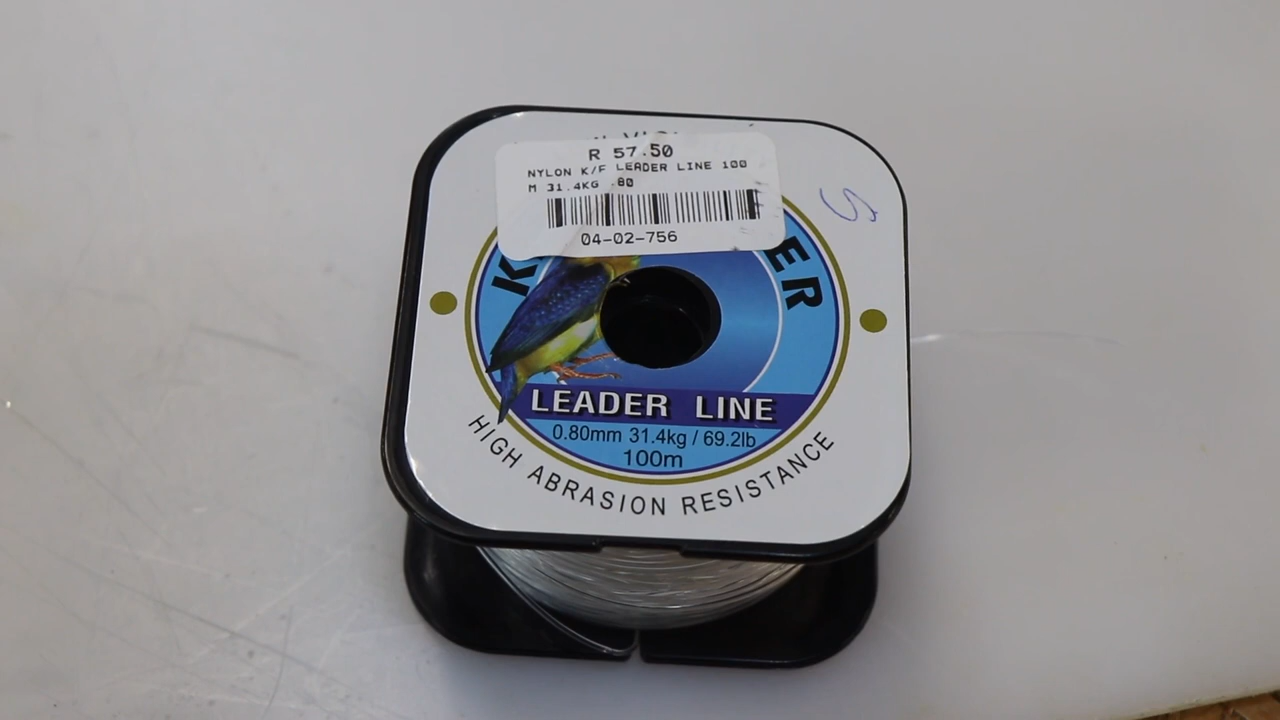 R 57.50
NYLON K/F LEADER LINE 100
M 31.4KG .80
04-02-756
LEADER LINE
0.80mm 31.4kg / 69.2lb
100m
HIGH ABRASION RESISTANCE